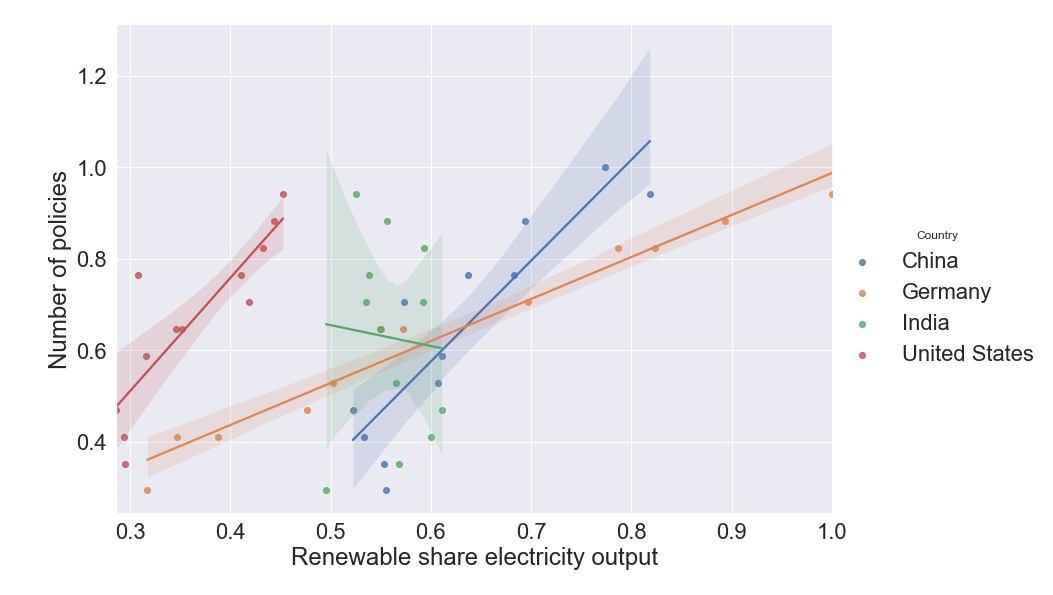 1.2
1.0
0.8
0.6
0.4
Number of policies
0.3 0.4 0.5 0.6 0.7 0.8 0.9 1.0
Renewable share electricity output
Country
China
Germany
India
United States